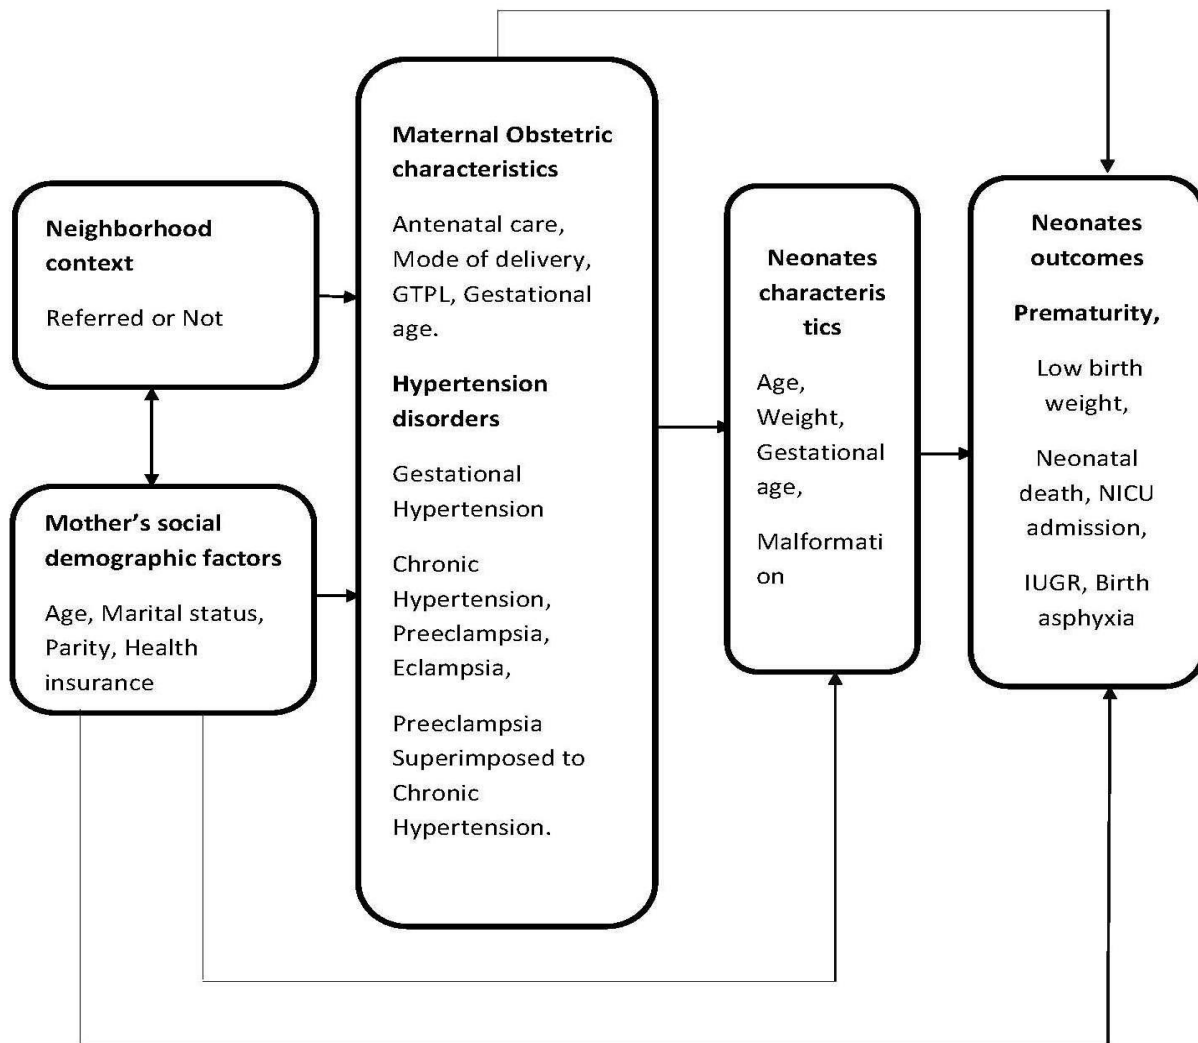 Neighborhood
context
Referred or Not
Mother’s social
demographic factors
Age, Marital status,
Parity, Health
insurance
Maternal Obstetric
characteristics
Antenatal care,
Mode of delivery,
GTPL, Gestational
age.
Hypertension
disorders
Gestational
Hypertension
Chronic
Hypertension,
Preeclampsia,
Eclampsia,
Preeclampsia
Superimposed to
Chronic
Hypertension.
Neonates
characteris
tics
Age,
Weight,
Gestational
age,
Malformati
on
Neonates
outcomes
Prematurity,
Low birth
weight,
Neonatal
death, NICU
admission,
IUGR, Birth
asphyxia